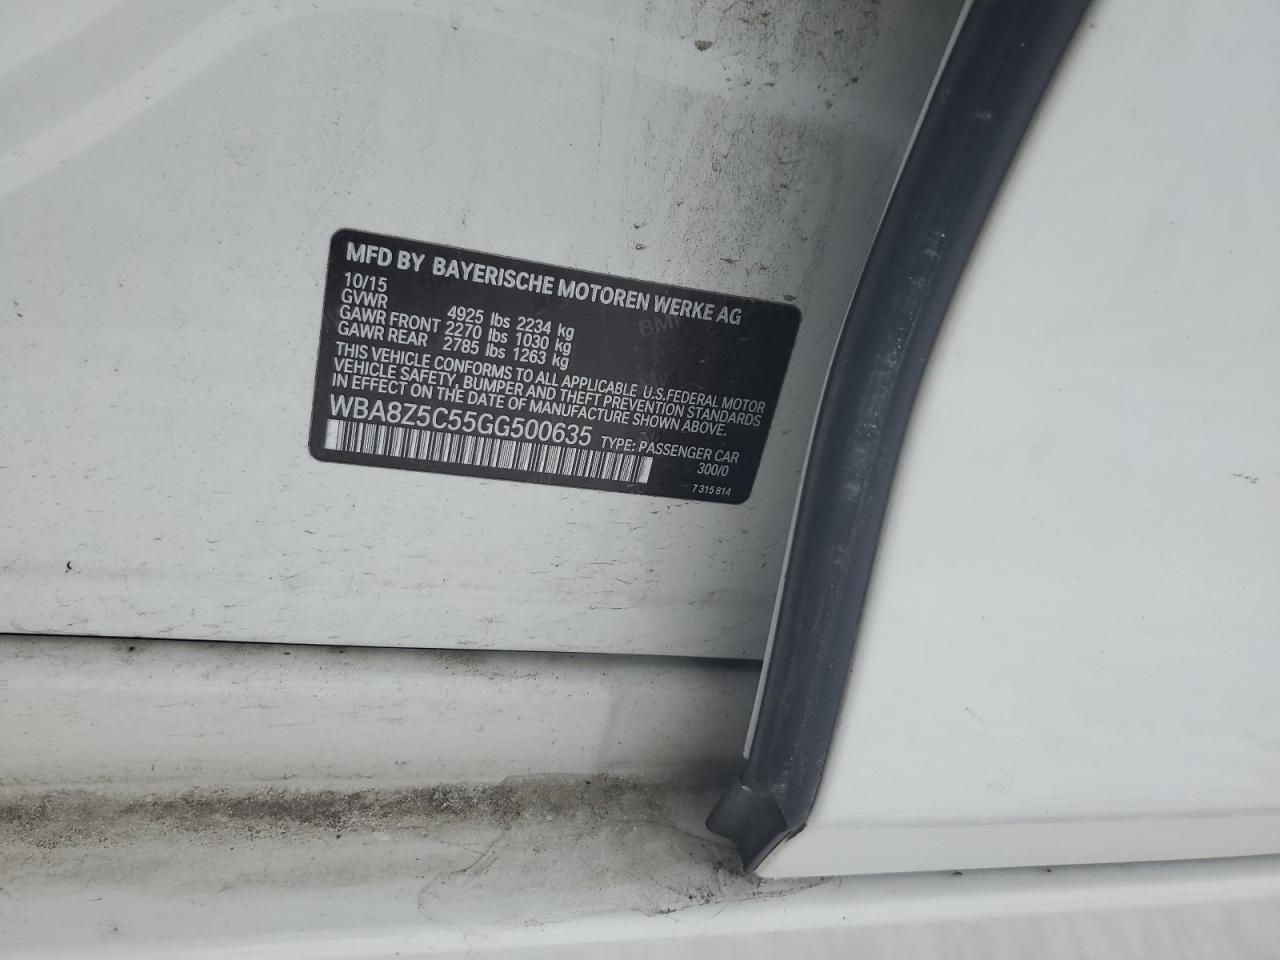 MFD BY BAYERISCHE MOTOREN WERKE AG
10/15
GVWR 4925 lbs 2234 kg
GAWR FRONT 2270 lbs 1030 kg
GAWR REAR 2785 lbs 1263 kg
THIS VEHICLE CONFORMS TO ALL APPLICABLE U.S.FEDERAL MOTOR
VEHICLE SAFETY, BUMPER AND THEFT PREVENTION STANDARDS
IN EFFECT ON THE DATE OF MANUFACTURE SHOWN ABOVE.
WBA8Z5C55GG500635 TYPE: PASSENGER CAR
300/0
7 315 814